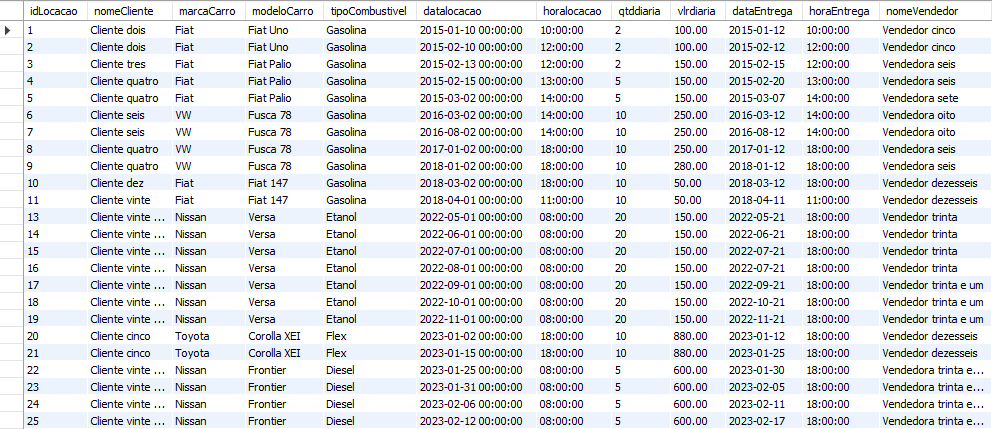 idLocacao nomeCliente marcaCarro modeloCarro tipoCombustivel datalocacao horalocacao qtddiaria vlrdiaria dataEntrega horaEntrega nomeVendedor
1 Cliente dois Fiat Fiat Uno Gasolina 2015-01-10 00:00:00 10:00:00 2 100.00 2015-01-12 10:00:00 Vendedor cinco
2 Cliente dois Fiat Fiat Uno Gasolina 2015-02-10 00:00:00 12:00:00 2 100.00 2015-02-12 12:00:00 Vendedor cinco
3 Cliente tres Fiat Fiat Palio Gasolina 2015-02-13 00:00:00 12:00:00 2 150.00 2015-02-15 12:00:00 Vendedora seis
4 Cliente quatro Fiat Fiat Palio Gasolina 2015-02-15 00:00:00 13:00:00 5 150.00 2015-02-20 13:00:00 Vendedora seis
5 Cliente quatro Fiat Fiat Palio Gasolina 2015-03-02 00:00:00 14:00:00 5 150.00 2015-03-07 14:00:00 Vendedora sete
6 Cliente seis VW Fusca 78 Gasolina 2016-03-02 00:00:00 14:00:00 10 250.00 2016-03-12 14:00:00 Vendedora oito
7 Cliente seis VW Fusca 78 Gasolina 2016-08-02 00:00:00 14:00:00 10 250.00 2016-08-12 14:00:00 Vendedora oito
8 Cliente quatro VW Fusca 78 Gasolina 2017-01-02 00:00:00 18:00:00 10 250.00 2017-01-12 18:00:00 Vendedora seis
9 Cliente quatro VW Fusca 78 Gasolina 2018-01-02 00:00:00 18:00:00 10 280.00 2018-01-12 18:00:00 Vendedora seis
10 Cliente dez Fiat Fiat 147 Gasolina 2018-03-02 00:00:00 18:00:00 10 50.00 2018-03-12 18:00:00 Vendedor dezesseis
11 Cliente vinte Fiat Fiat 147 Gasolina 2018-04-01 00:00:00 11:00:00 10 50.00 2018-04-11 11:00:00 Vendedor dezesseis
13 Cliente vinte ... Nissan Versa Etanol 2022-05-01 00:00:00 08:00:00 20 150.00 2022-05-21 18:00:00 Vendedor trinta
14 Cliente vinte ... Nissan Versa Etanol 2022-06-01 00:00:00 08:00:00 20 150.00 2022-06-21 18:00:00 Vendedor trinta
15 Cliente vinte ... Nissan Versa Etanol 2022-07-01 00:00:00 08:00:00 20 150.00 2022-07-21 18:00:00 Vendedor trinta
16 Cliente vinte ... Nissan Versa Etanol 2022-08-01 00:00:00 08:00:00 20 150.00 2022-08-21 18:00:00 Vendedor trinta
17 Cliente vinte ... Nissan Versa Etanol 2022-09-01 00:00:00 08:00:00 20 150.00 2022-09-21 18:00:00 Vendedor trinta e um
18 Cliente vinte ... Nissan Versa Etanol 2022-10-01 00:00:00 08:00:00 20 150.00 2022-10-21 18:00:00 Vendedor trinta e um
19 Cliente vinte ... Nissan Versa Etanol 2022-11-01 00:00:00 08:00:00 20 150.00 2022-11-21 18:00:00 Vendedor trinta e um
20 Cliente cinco Toyota Corolla XEI Flex 2023-01-02 00:00:00 18:00:00 10 880.00 2023-01-12 18:00:00 Vendedor dezesseis
21 Cliente cinco Toyota Corolla XEI Flex 2023-01-15 00:00:00 18:00:00 10 880.00 2023-01-25 18:00:00 Vendedor dezesseis
22 Cliente vinte ... Nissan Frontier Diesel 2023-01-25 00:00:00 08:00:00 5 600.00 2023-01-30 18:00:00 Vendedora trinta e...
23 Cliente vinte ... Nissan Frontier Diesel 2023-01-31 00:00:00 08:00:00 5 600.00 2023-02-05 18:00:00 Vendedora trinta e...
24 Cliente vinte ... Nissan Frontier Diesel 2023-02-06 00:00:00 08:00:00 5 600.00 2023-02-11 18:00:00 Vendedora trinta e...
25 Cliente vinte ... Nissan Frontier Diesel 2023-02-12 00:00:00 08:00:00 5 600.00 2023-02-17 18:00:00 Vendedora trinta e...